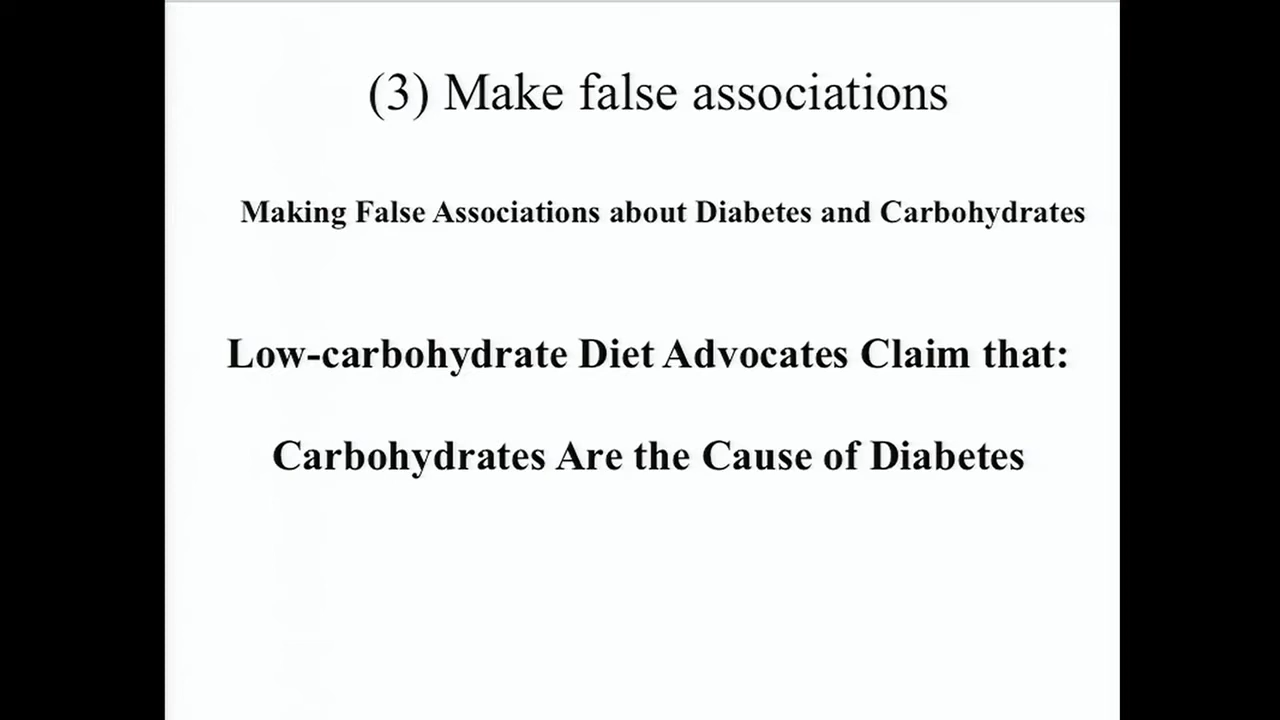 (3) Make false associations
Making False Associations about Diabetes and Carbohydrates
Low-carbohydrate Diet Advocates Claim that:
Carbohydrates Are the Cause of Diabetes